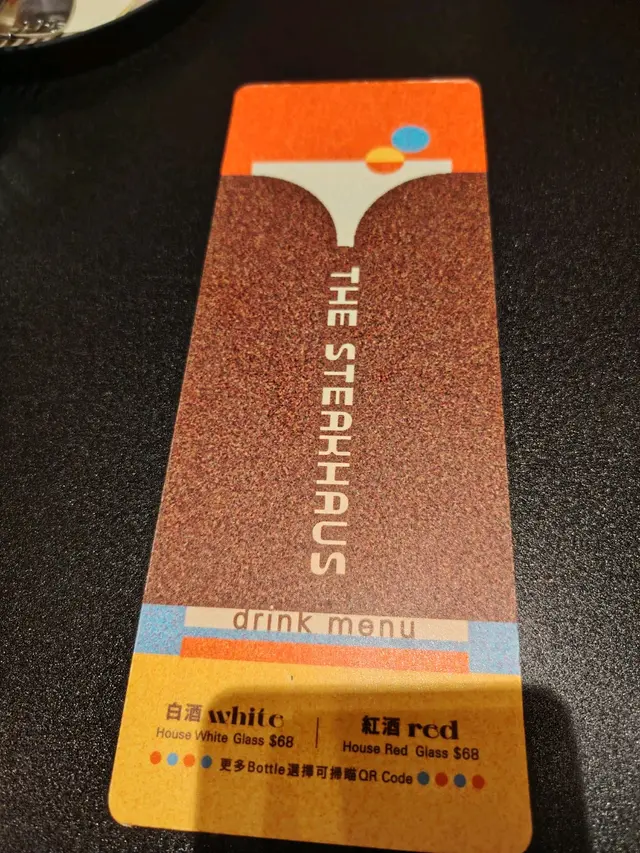 THE STEAKHAUS
drink menu
白酒 white
House White Glass $68
紅酒 red
House Red Glass $68
更多Bottle選擇可掃瞄QR Code